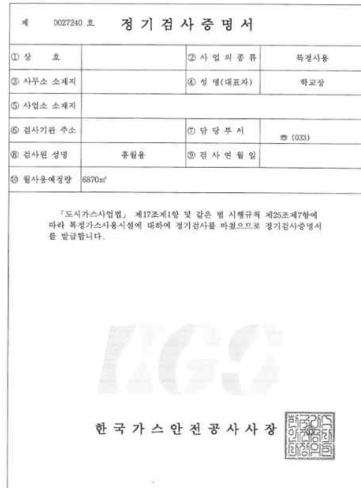 제 0027240 호 정 기 검 사 증 명 서
① 상 호 ② 사 업 의 종 류 특정사용
③ 사무소 소재지 ④ 성 명(대표자) 학교장
⑤ 사업소 소재지
⑥ 검사기관 주소 ⑦ 담 당 부 서 ☎ (033)
⑧ 검사원 성명 홍월용 ⑨ 검 사 연 월 일
⑩ 월사용예정량 6870㎥
「도시가스사업법」 제17조제1항 및 같은 법 시행규칙 제25조제7항에
따라 특정가스사용시설에 대하여 정기검사를 마쳤으므로 정기검사증명서
를 발급합니다.
KGS
한 국 가 스 안 전 공 사 사 장